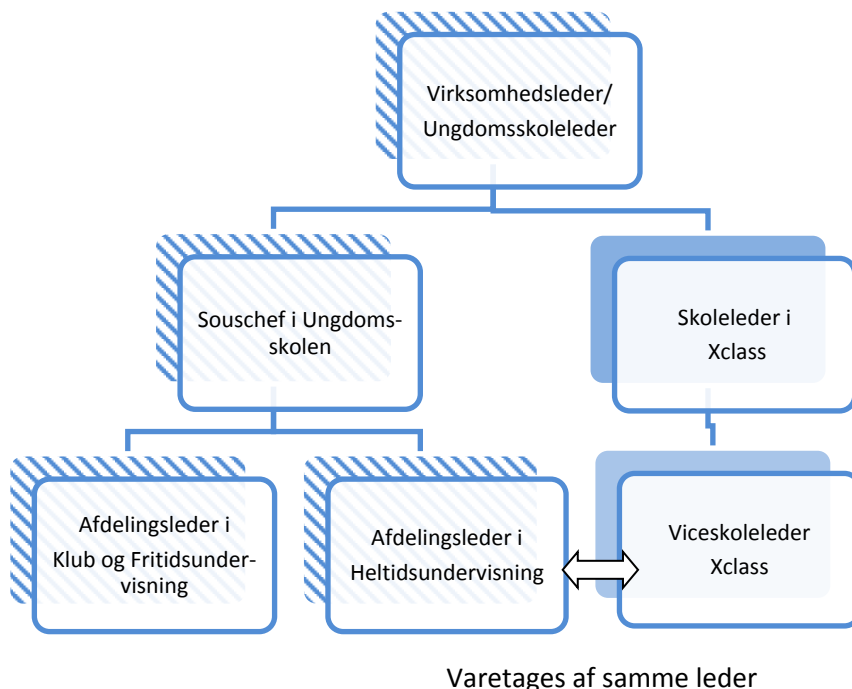 Virksomhedsleder/
Ungdomsskoleleder
Souschef i Ungdoms-
skolen
Skoleleder i
Xclass
Afdelingsleder i
Klub og Fritidsunder-
visning
Afdelingsleder i
Heltidsundervisning
Viceskoleleder
Xclass
Varetages af samme leder